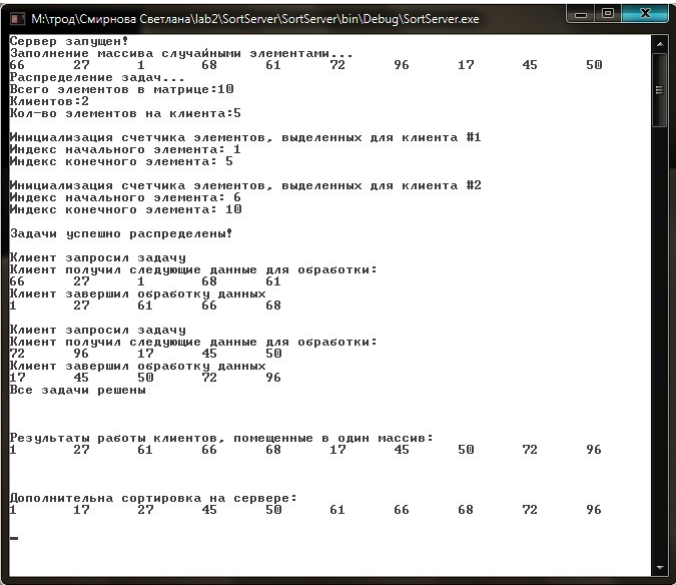 M:\трод\Смирнова Светлана\lab2\SortServer\SortServer\bin\Debug\SortServer.exe
Сервер запущен!
Заполнение массива случайными элементами...
66 27 1 68 61 72 96 17 45 50
Распределение задач...
Всего элементов в матрице:10
Клиентов:2
Кол-во элементов на клиента:5
Инициализация счетчика элементов, выделенных для клиента #1
Индекс начального элемента: 1
Индекс конечного элемента: 5
Инициализация счетчика элементов, выделенных для клиента #2
Индекс начального элемента: 6
Индекс конечного элемента: 10
Задачи успешно распределены!
Клиент запросил задачу
Клиент получил следующие данные для обработки:
66 27 1 68 61
Клиент завершил обработку данных
1 27 61 66 68
Клиент запросил задачу
Клиент получил следующие данные для обработки:
72 96 17 45 50
Клиент завершил обработку данных
17 45 50 72 96
Все задачи решены
Результаты работы клиентов, помещенные в один массив:
1 27 61 66 68 17 45 50 72 96
Дополнительна сортировка на сервере:
1 17 27 45 50 61 66 68 72 96